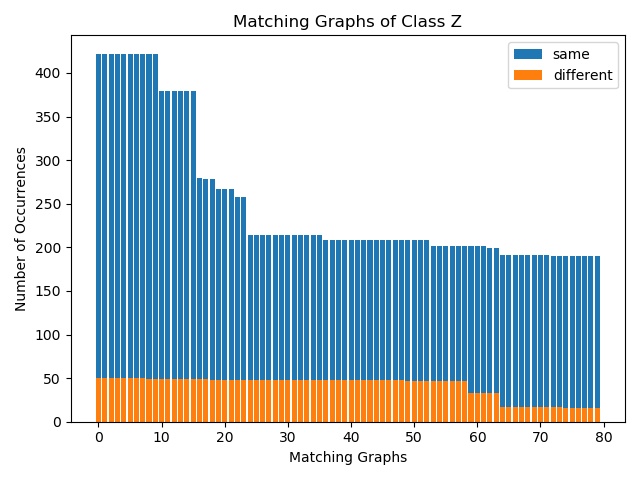 Matching Graphs of Class Z
same
different
Number of Occurrences
400
350
300
250
200
150
100
50
0
0 10 20 30 40 50 60 70 80
Matching Graphs